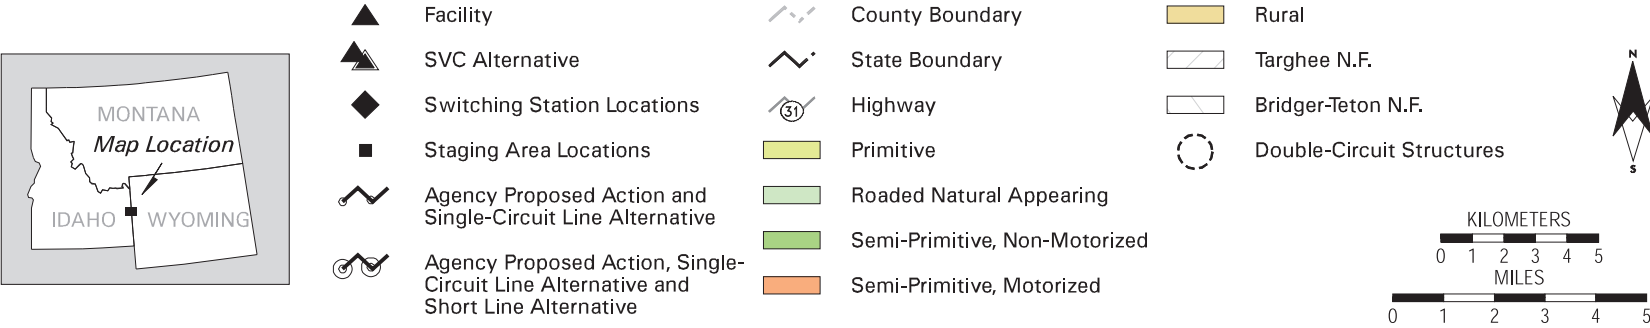 MONTANA
Map Location
IDAHO
WYOMING
Facility
SVC Alternative
Switching Station Locations
Staging Area Locations
Agency Proposed Action and
Single-Circuit Line Alternative
Agency Proposed Action, Single-
Circuit Line Alternative and
Short Line Alternative
County Boundary
State Boundary
31
Highway
Primitive
Roaded Natural Appearing
Semi-Primitive, Non-Motorized
Semi-Primitive, Motorized
Rural
Targhee N.F.
Bridger-Teton N.F.
Double-Circuit Structures
N
S
KILOMETERS
0 1 2 3 4 5
MILES
0 1 2 3 4 5